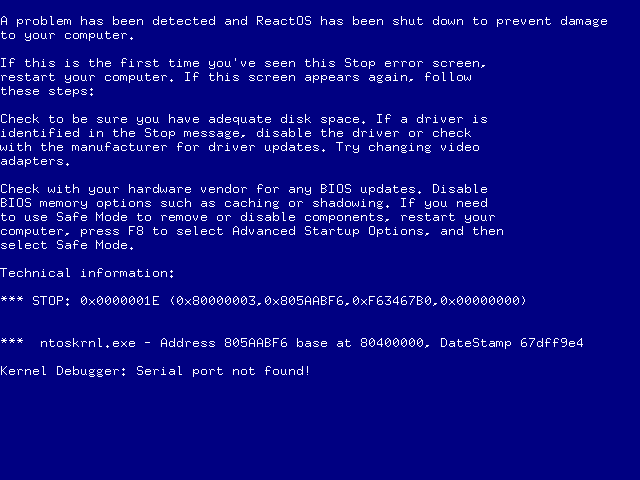 A problem has been detected and ReactOS has been shut down to prevent damage
to your computer.
If this is the first time you've seen this Stop error screen,
restart your computer. If this screen appears again, follow
these steps:
Check to be sure you have adequate disk space. If a driver is
identified in the Stop message, disable the driver or check
with the manufacturer for driver updates. Try changing video
adapters.
Check with your hardware vendor for any BIOS updates. Disable
BIOS memory options such as caching or shadowing. If you need
to use Safe Mode to remove or disable components, restart your
computer, press F8 to select Advanced Startup Options, and then
select Safe Mode.
Technical information:
*** STOP: 0x0000001E (0x80000003,0x805AABF6,0xF63467B0,0x00000000)
***  ntoskrnl.exe - Address 805AABF6 base at 80400000, DateStamp 67dff9e4
Kernel Debugger: Serial port not found!